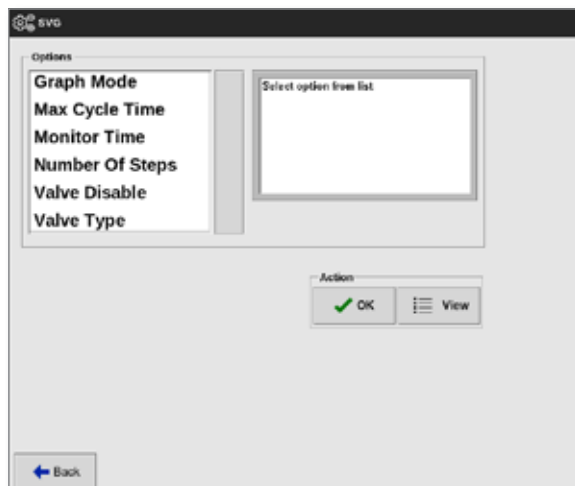 SVG
Options
Graph Mode
Max Cycle Time
Monitor Time
Number Of Steps
Valve Disable
Valve Type
Select option from list
Action
OK
View
Back